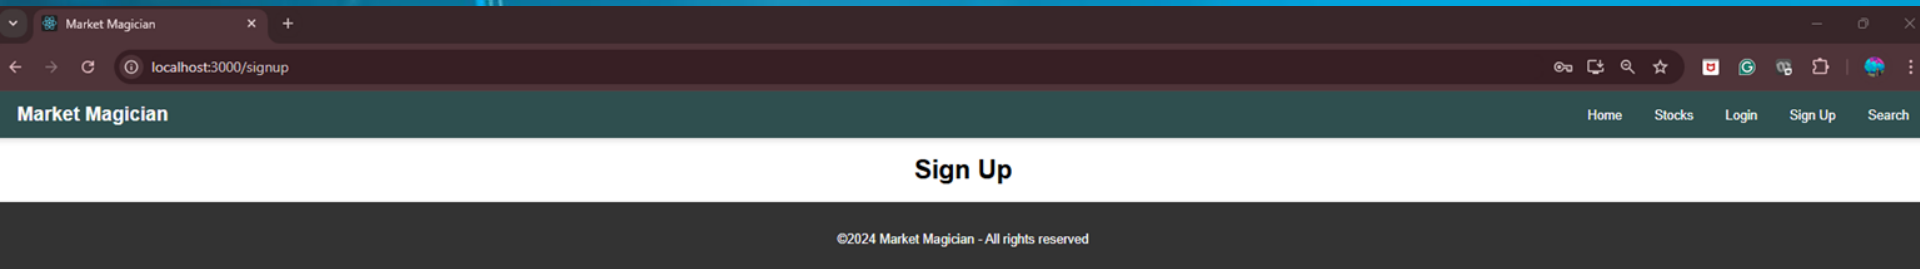 Market Magician
localhost:3000/signup
Market Magician Home Stocks Login Sign Up Search
Sign Up
©2024 Market Magician - All rights reserved